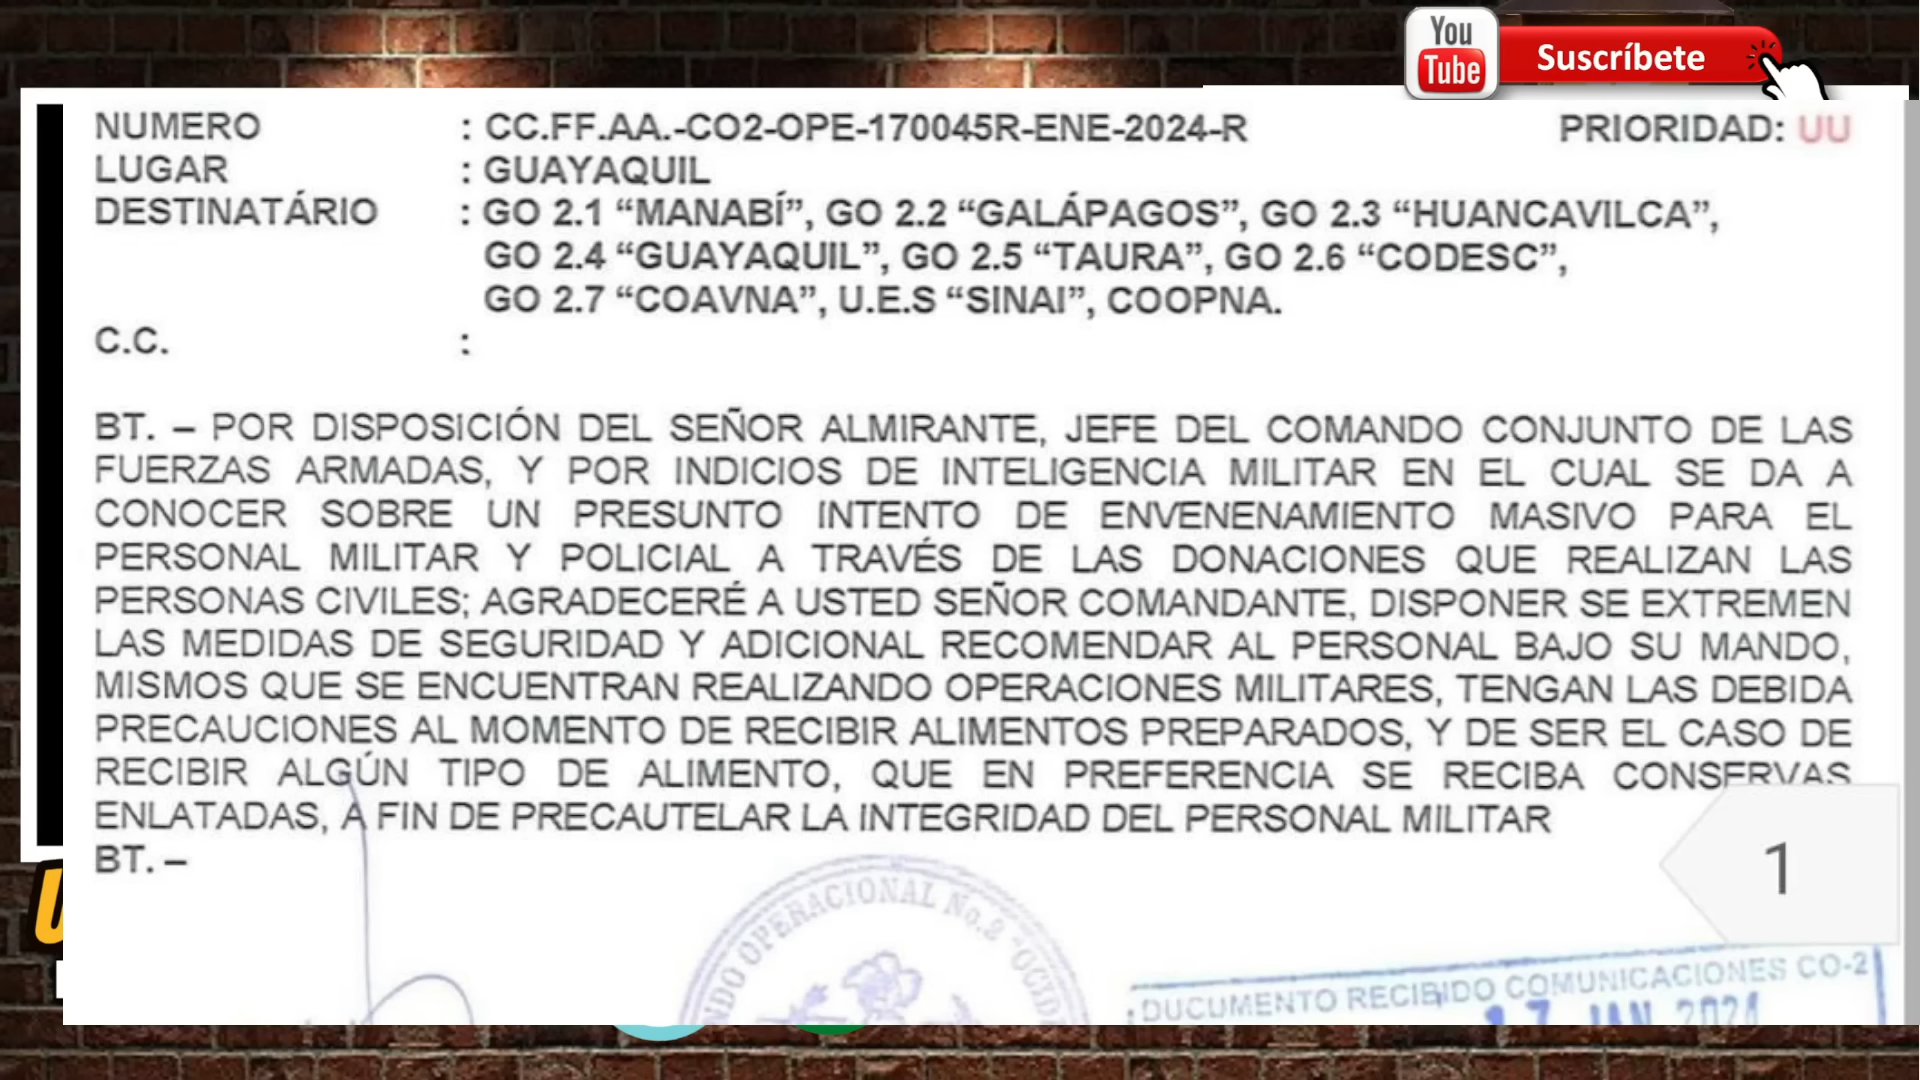 You
Tube
Suscríbete
NUMERO : CC.FF.AA.-CO2-OPE-170045R-ENE-2024-R PRIORIDAD: UU
LUGAR : GUAYAQUIL
DESTINATÁRIO : GO 2.1 “MANABÍ”, GO 2.2 “GALÁPAGOS”, GO 2.3 “HUANCAVILCA”,
GO 2.4 “GUAYAQUIL”, GO 2.5 “TAURA”, GO 2.6 “CODESC”,
GO 2.7 “COAVNA”, U.E.S “SINAI”, COOPNA.
C.C. :
BT. – POR DISPOSICIÓN DEL SEÑOR ALMIRANTE, JEFE DEL COMANDO CONJUNTO DE LAS
FUERZAS ARMADAS, Y POR INDICIOS DE INTELIGENCIA MILITAR EN EL CUAL SE DA A
CONOCER SOBRE UN PRESUNTO INTENTO DE ENVENENAMIENTO MASIVO PARA EL
PERSONAL MILITAR Y POLICIAL A TRAVÉS DE LAS DONACIONES QUE REALIZAN LAS
PERSONAS CIVILES; AGRADECERÉ A USTED SEÑOR COMANDANTE, DISPONER SE EXTREMEN
LAS MEDIDAS DE SEGURIDAD Y ADICIONAL RECOMENDAR AL PERSONAL BAJO SU MANDO,
MISMOS QUE SE ENCUENTRAN REALIZANDO OPERACIONES MILITARES, TENGAN LAS DEBIDA
PRECAUCIONES AL MOMENTO DE RECIBIR ALIMENTOS PREPARADOS, Y DE SER EL CASO DE
RECIBIR ALGÚN TIPO DE ALIMENTO, QUE EN PREFERENCIA SE RECIBA CONSERVAS
ENLATADAS, A FIN DE PRECAUTELAR LA INTEGRIDAD DEL PERSONAL MILITAR
BT. –
1
NDO OPERACIONAL No.2 "OCIDE
DUCUMENTO RECIBIDO COMUNICACIONES CO-2
17 JAN 2024